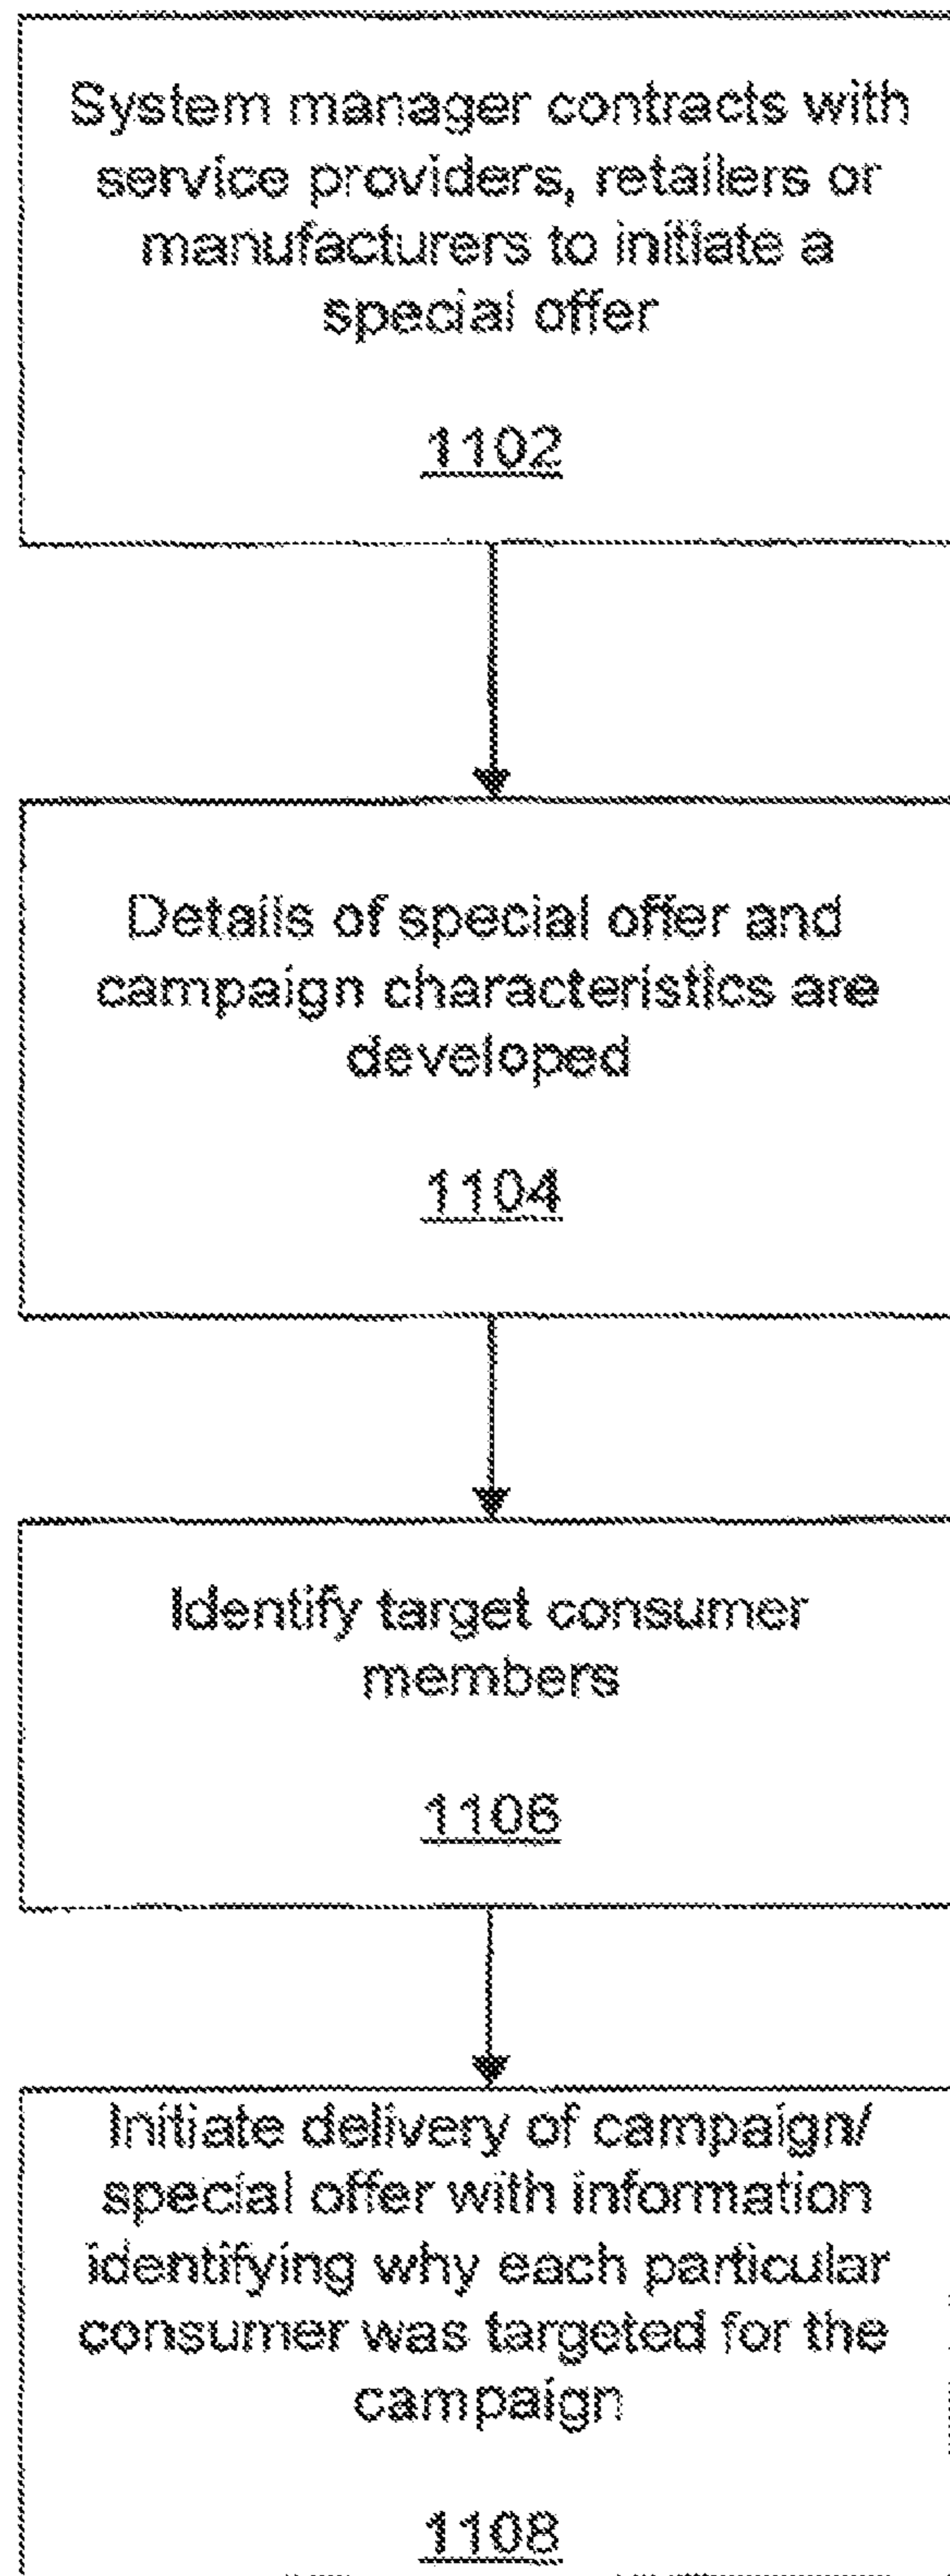 System manager contracts with
service providers, retailers or
manufacturers to initiate a
special offer
1102
Details of special offer and
campaign characteristics are
developed
1104
Identify target consumer
members
1106
Initiate delivery of campaign/
special offer with information
identifying why each particular
consumer was targeted for the
campaign
1108